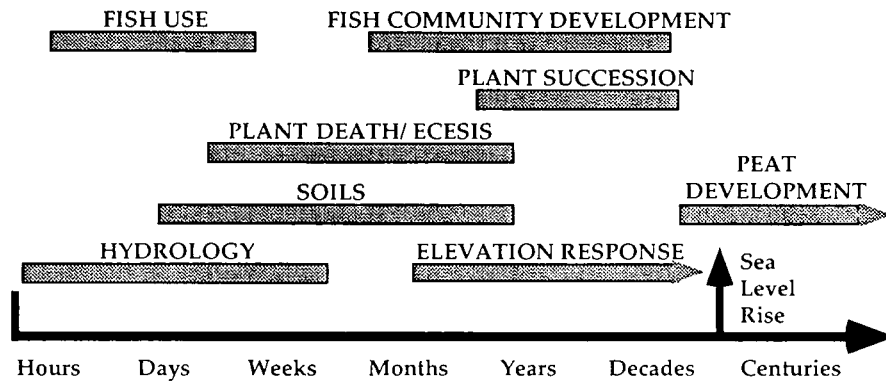 FISH USE
FISH COMMUNITY DEVELOPMENT
PLANT SUCCESSION
PLANT DEATH/ ECESIS
PEAT
DEVELOPMENT
SOILS
HYDROLOGY
ELEVATION RESPONSE
Sea
Level
Rise
Hours Days Weeks Months Years Decades Centuries